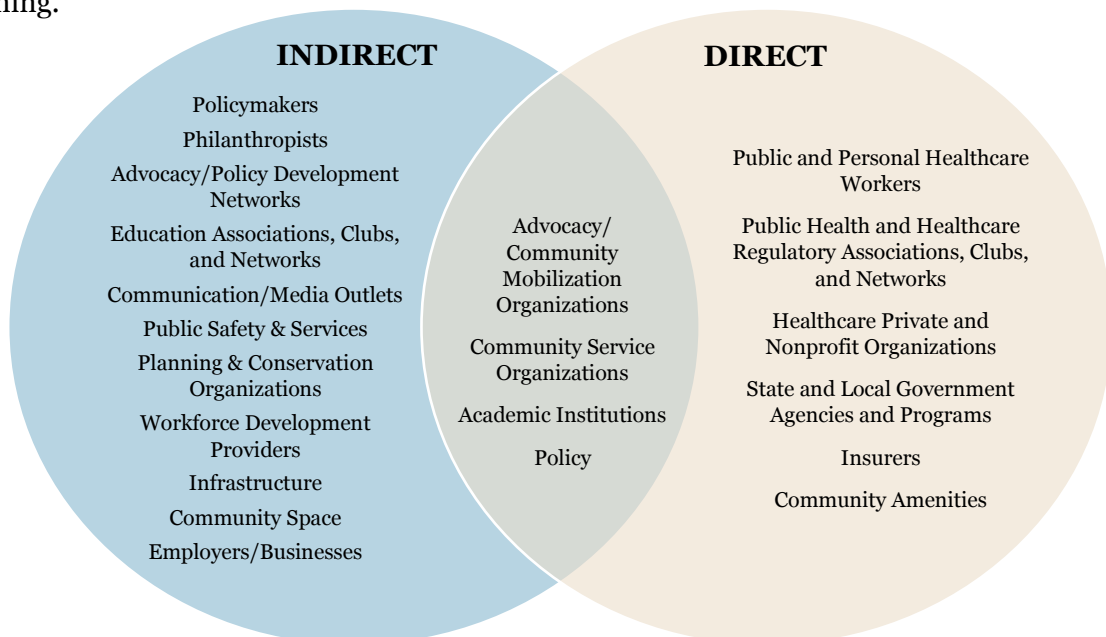 ning.
INDIRECT
Policymakers
Philanthropists
Advocacy/Policy Development
Networks
Education Associations, Clubs,
and Networks
Communication/Media Outlets
Public Safety & Services
Planning & Conservation
Organizations
Workforce Development
Providers
Infrastructure
Community Space
Employers/Businesses
Advocacy/
Community
Mobilization
Organizations
Community Service
Organizations
Academic Institutions
Policy
DIRECT
Public and Personal Healthcare
Workers
Public Health and Healthcare
Regulatory Associations, Clubs,
and Networks
Healthcare Private and
Nonprofit Organizations
State and Local Government
Agencies and Programs
Insurers
Community Amenities